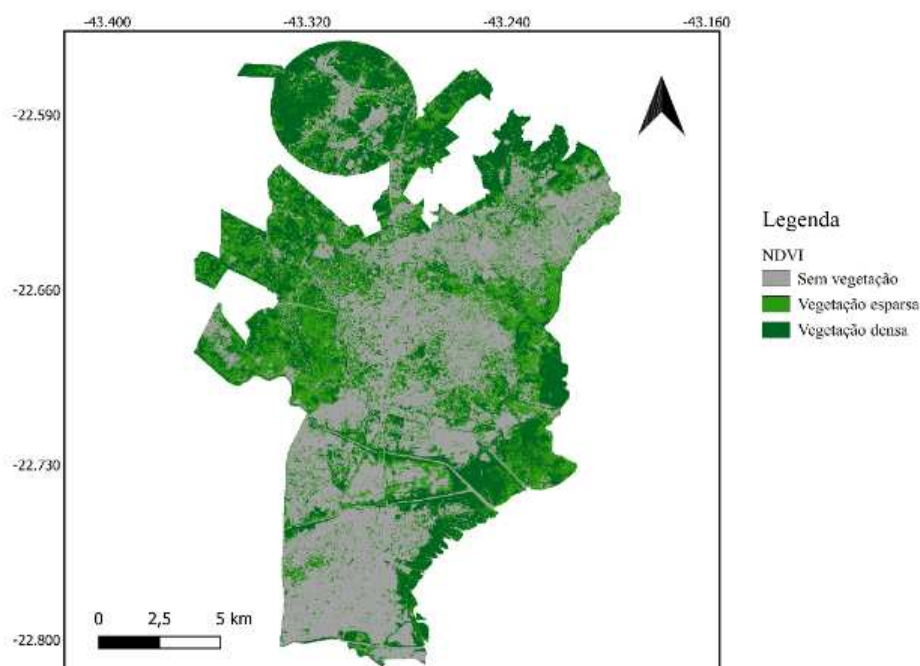 -43.400 -43.320 -43.240 -43.160
-22.590
-22.660
-22.730
-22.800
Legenda
NDVI
Sem vegetação
Vegetação esparsa
Vegetação densa
0 2,5 5 km